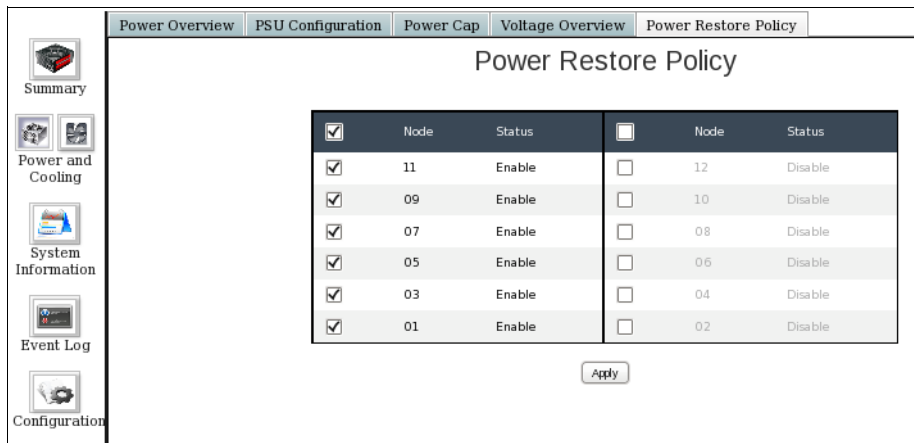 Power Overview PSU Configuration Power Cap Voltage Overview Power Restore Policy
Summary
Power and
Cooling
System
Information
Event Log
Configuration
Power Restore Policy
Node Status Node Status
11 Enable 12 Disable
09 Enable 10 Disable
07 Enable 08 Disable
05 Enable 06 Disable
03 Enable 04 Disable
01 Enable 02 Disable
Apply